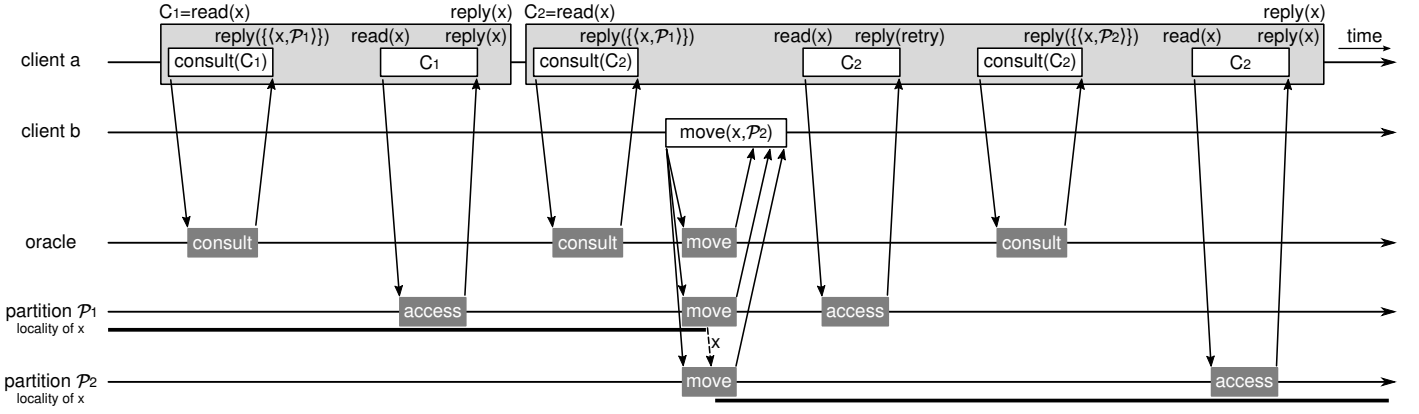 C1=read(x) reply(x) C2=read(x) reply(x)
reply({⟨x,P1⟩}) read(x) reply(x) reply({⟨x,P1⟩}) read(x) reply(retry) reply({⟨x,P2⟩}) read(x) reply(x) time
client a consult(C1) C1 consult(C2) C2 consult(C2) C2
client b move(x,P2)
oracle consult consult move consult
partition P1 access move access
locality of x
x
partition P2 move access
locality of x